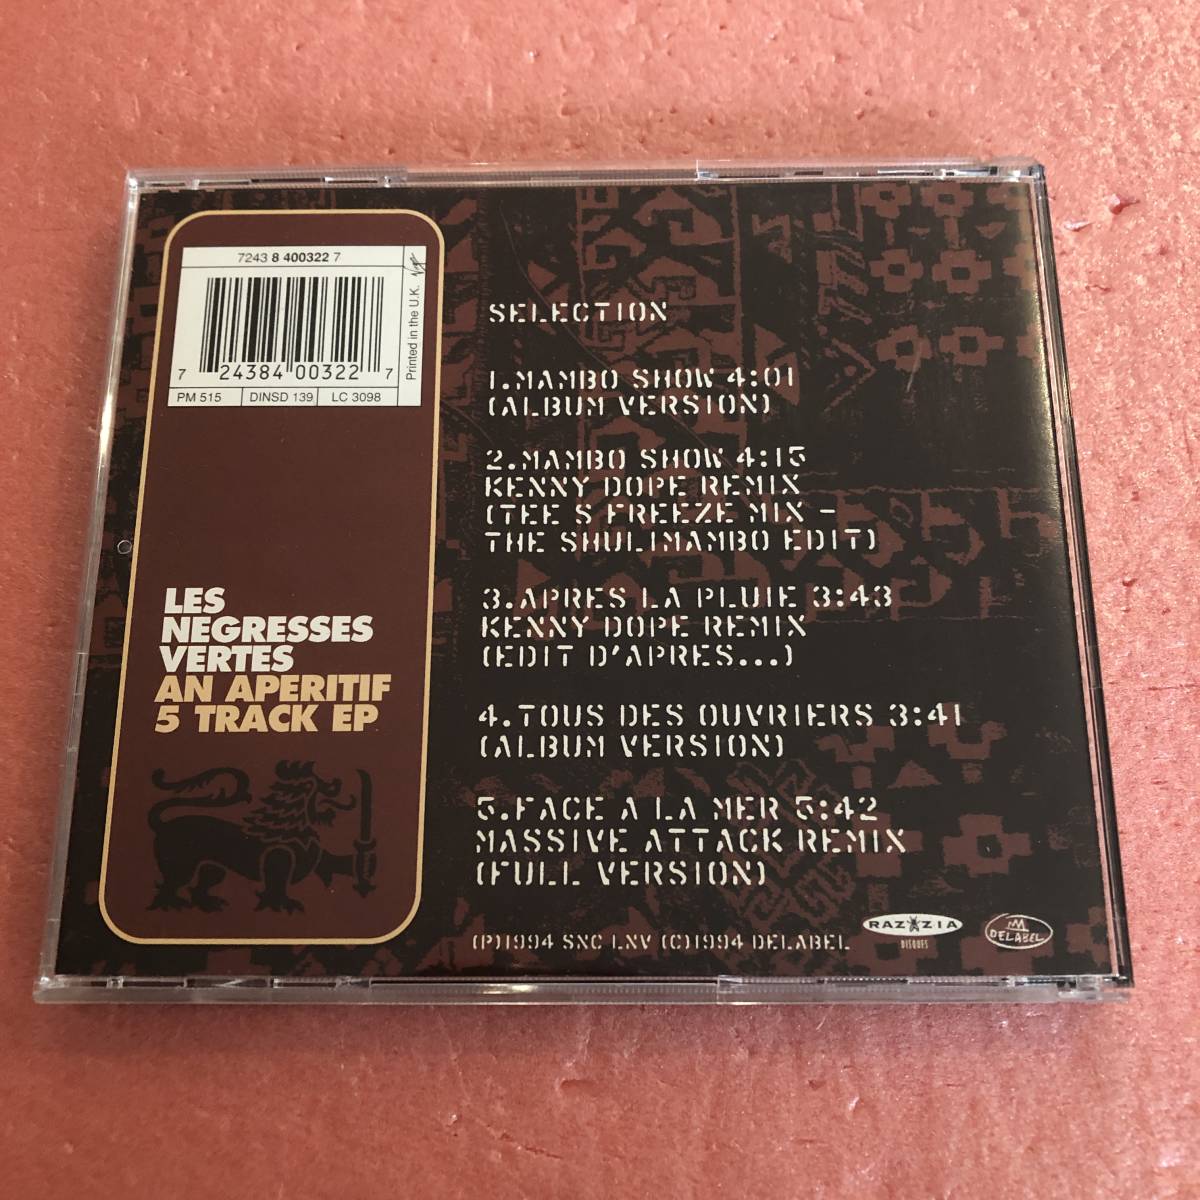 7243 8 400322 7
Printed in the U.K.
7 24384 00322 7
PM 515 DINSD 139 LC 3098
LES
NEGRESSES
VERTES
AN APERITIF
5 TRACK EP
SELECTION
1.MAMBO SHOW 4:01
(ALBUM VERSION)
2.MAMBO SHOW 4:15
KENNY DOPE REMIX
(TEE S FREEZE MIX -
THE SHULIMAMBO EDIT)
3.APRES LA PLUIE 3:43
KENNY DOPE REMIX
(EDIT D'APRES...)
4.TOUS DES OUVRIERS 3:41
(ALBUM VERSION)
5.FACE A LA MER 5:42
MASSIVE ATTACK REMIX
(FULL VERSION)
(P)1994 SNC LNV (C)1994 DELABEL
RAZZIA
DISQUES
DELABEL